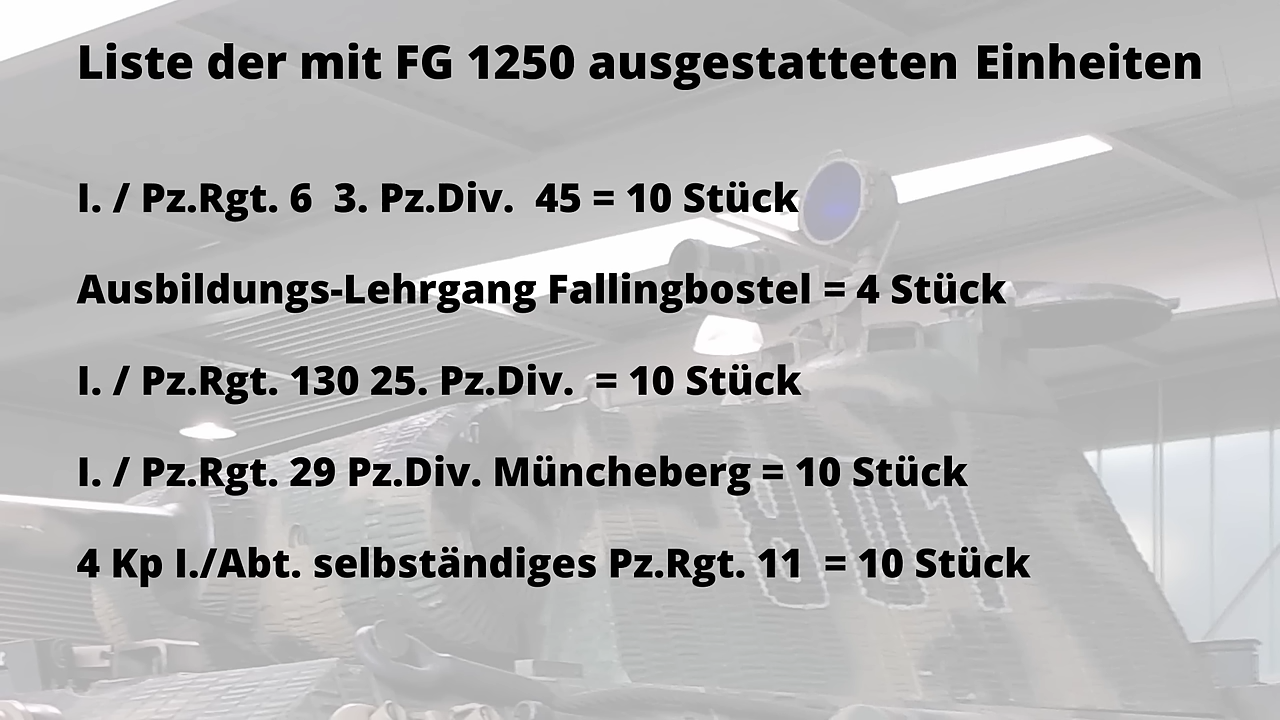 Liste der mit FG 1250 ausgestatteten Einheiten
I. / Pz.Rgt. 6 3. Pz.Div. 45 = 10 Stück
Ausbildungs-Lehrgang Fallingbostel = 4 Stück
I. / Pz.Rgt. 130 25. Pz.Div. = 10 Stück
I. / Pz.Rgt. 29 Pz.Div. Müncheberg = 10 Stück
4 Kp I./Abt. selbständiges Pz.Rgt. 11 = 10 Stück
801